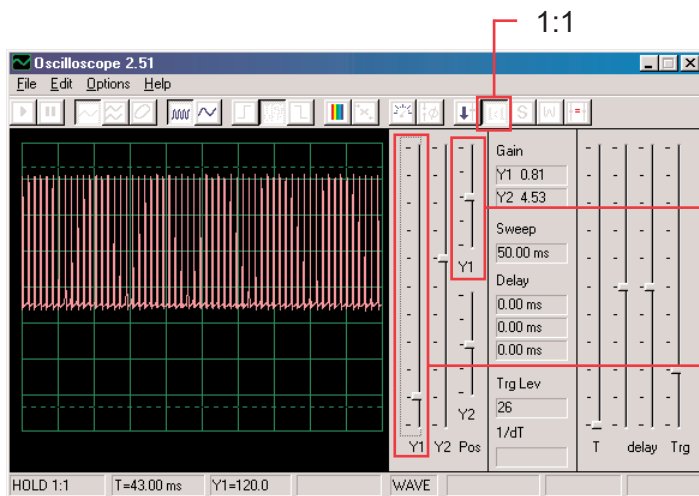 1:1
Oscilloscope 2.51
File Edit Options Help
S W
Gain
Y1 0.81
Y2 4.53
Sweep
50.00 ms
Delay
0.00 ms
0.00 ms
0.00 ms
Trg Lev
26
1/dT
Y1
Y2
Y1 Y2 Pos
T delay Trg
HOLD 1:1 T=43.00 ms Y1=120.0 WAVE